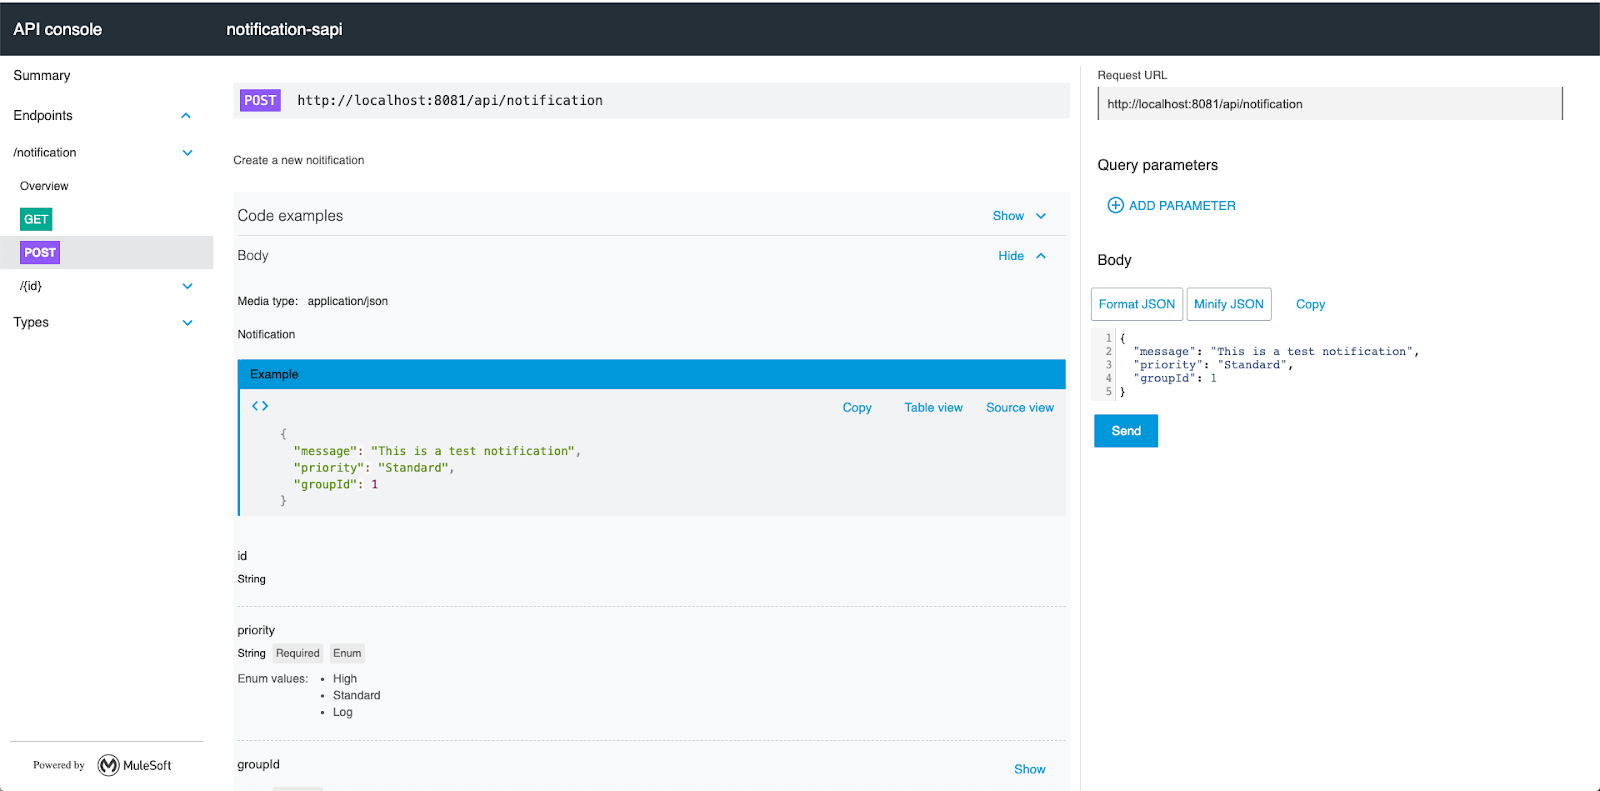 API console
notification-sapi
Summary
Endpoints
/notification
Overview
GET
POST
/{id}
Types
Powered by MuleSoft
POST http://localhost:8081/api/notification
Create a new noitification
Code examples Show
Body Hide
Media type: application/json
Notification
Example
<> Copy Table view Source view
{
"message": "This is a test notification",
"priority": "Standard",
"groupId": 1
}
id
String
priority
String Required Enum
Enum values: • High
• Standard
• Log
groupId Show
Request URL
http://localhost:8081/api/notification
Query parameters
ADD PARAMETER
Body
Format JSON Minify JSON Copy
1 {
2 "message": "This is a test notification",
3 "priority": "Standard",
4 "groupId": 1
5 }
Send